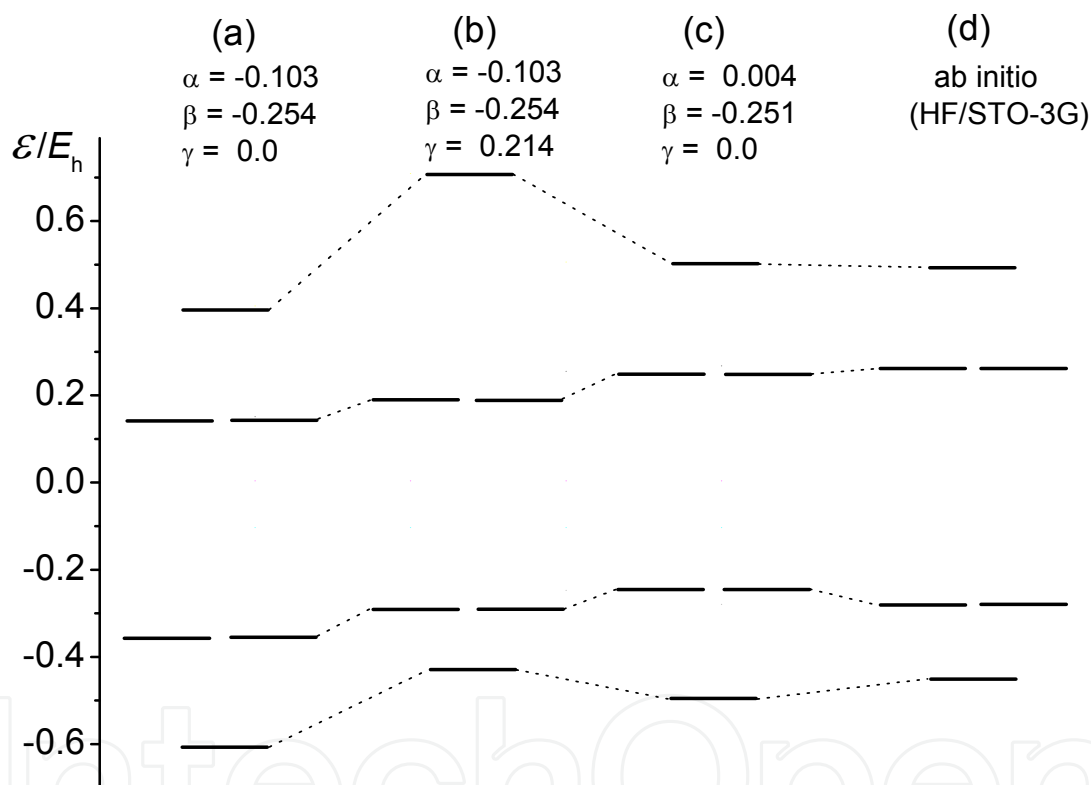 (a)
α = -0.103
β = -0.254
γ = 0.0
(b)
α = -0.103
β = -0.254
γ = 0.214
(c)
α = 0.004
β = -0.251
γ = 0.0
(d)
ab initio
(HF/STO-3G)
ε/Eₕ
0.6
0.4
0.2
0.0
-0.2
-0.4
-0.6
IntechOpen